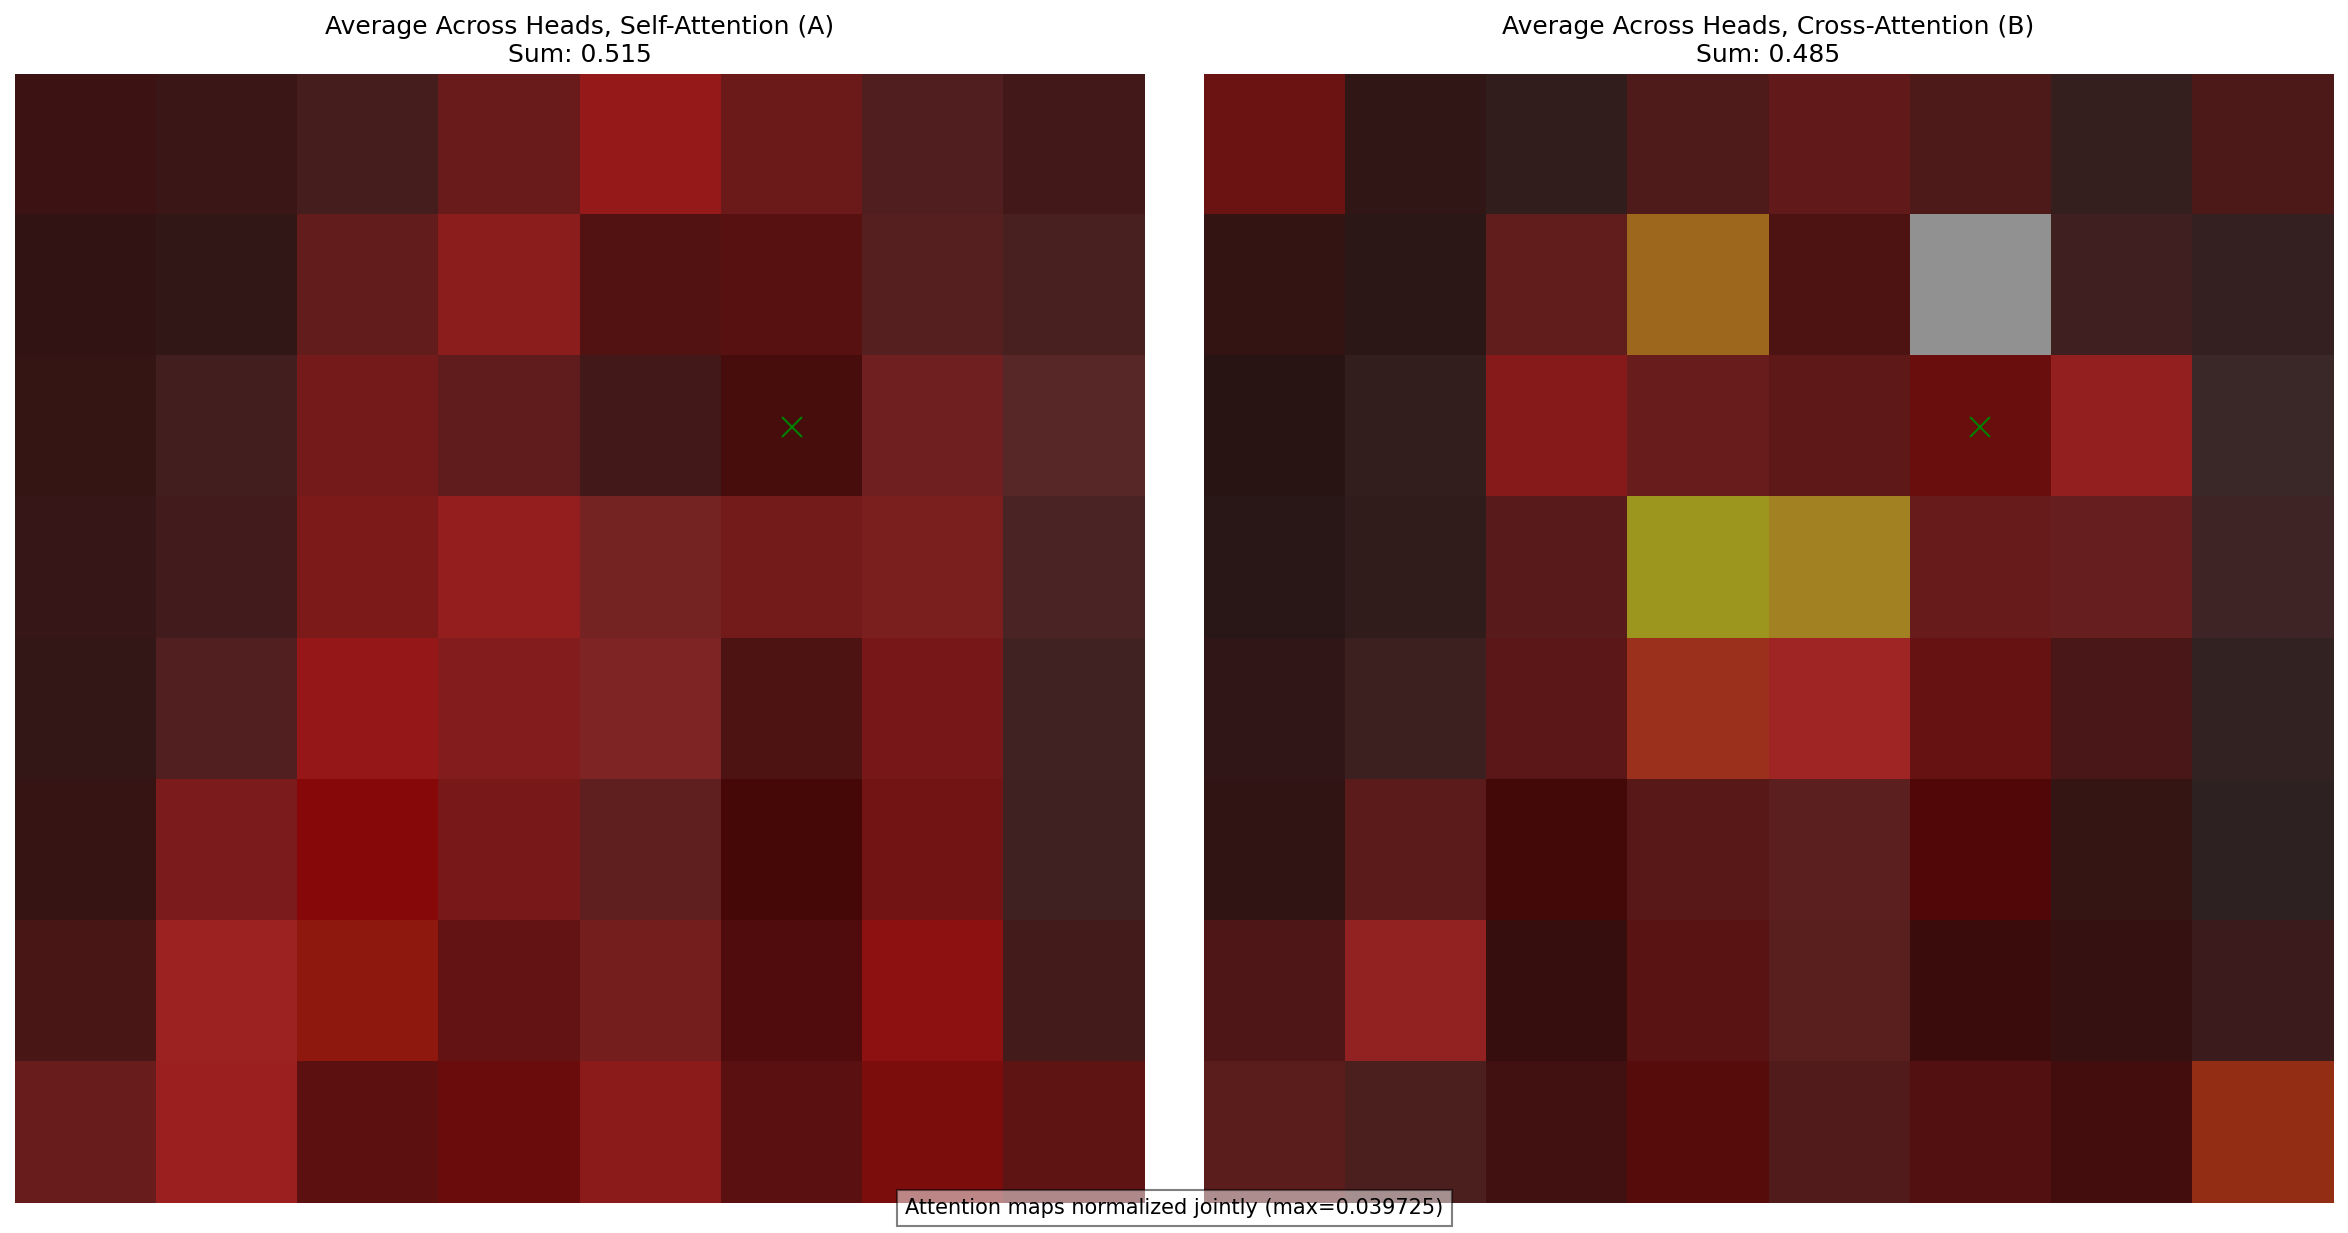 Average Across Heads, Self-Attention (A)
Sum: 0.515
Average Across Heads, Cross-Attention (B)
Sum: 0.485
Attention maps normalized jointly (max=0.039725)